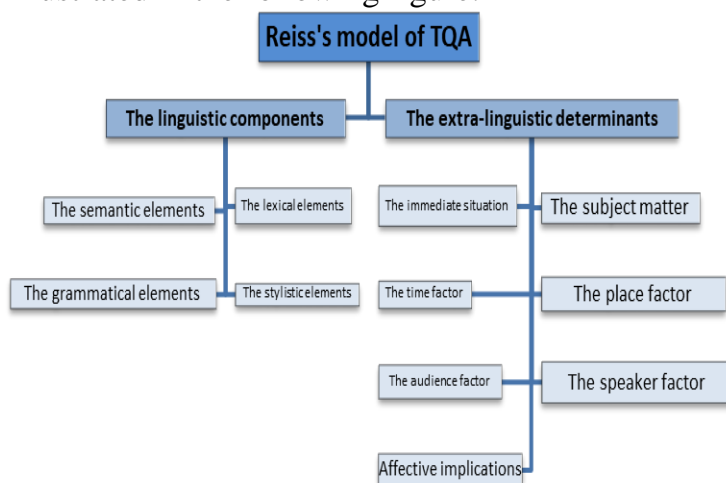 Reiss's model of TQA
The linguistic components
The extra-linguistic determinants
The semantic elements
The lexical elements
The grammatical elements
The stylistic elements
The immediate situation
The subject matter
The time factor
The place factor
The audience factor
The speaker factor
Affective implications